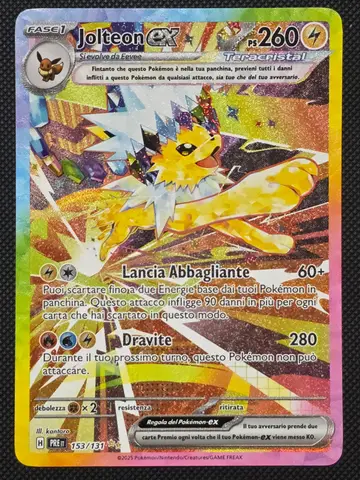 FASE 1
Jolteon ex
PS 260
Si evolve da Eevee
Teracristal
Fintanto che questo Pokémon è nella tua panchina, previeni tutti i danni
inflitti a questo Pokémon da qualsiasi attacco, sia tue che del tuo avversario.
Lancia Abbagliante 60+
Puoi scartare fino a due Energie base dai tuoi Pokémon in
panchina. Questo attacco infligge 90 danni in più per ogni
carta che hai scartato in questo modo.
Dravite 280
Durante il tuo prossimo turno, questo Pokémon non può
attaccare.
debolezza ×2 resistenza ritirata
Ill. kantaro
Regola dei Pokémon-ex
Il tuo avversario prende due
carte Premio ogni volta che il tuo Pokémon-ex viene messo KO.
H PRE IT 153/131
©2025 Pokémon/Nintendo/Creatures/GAME FREAK